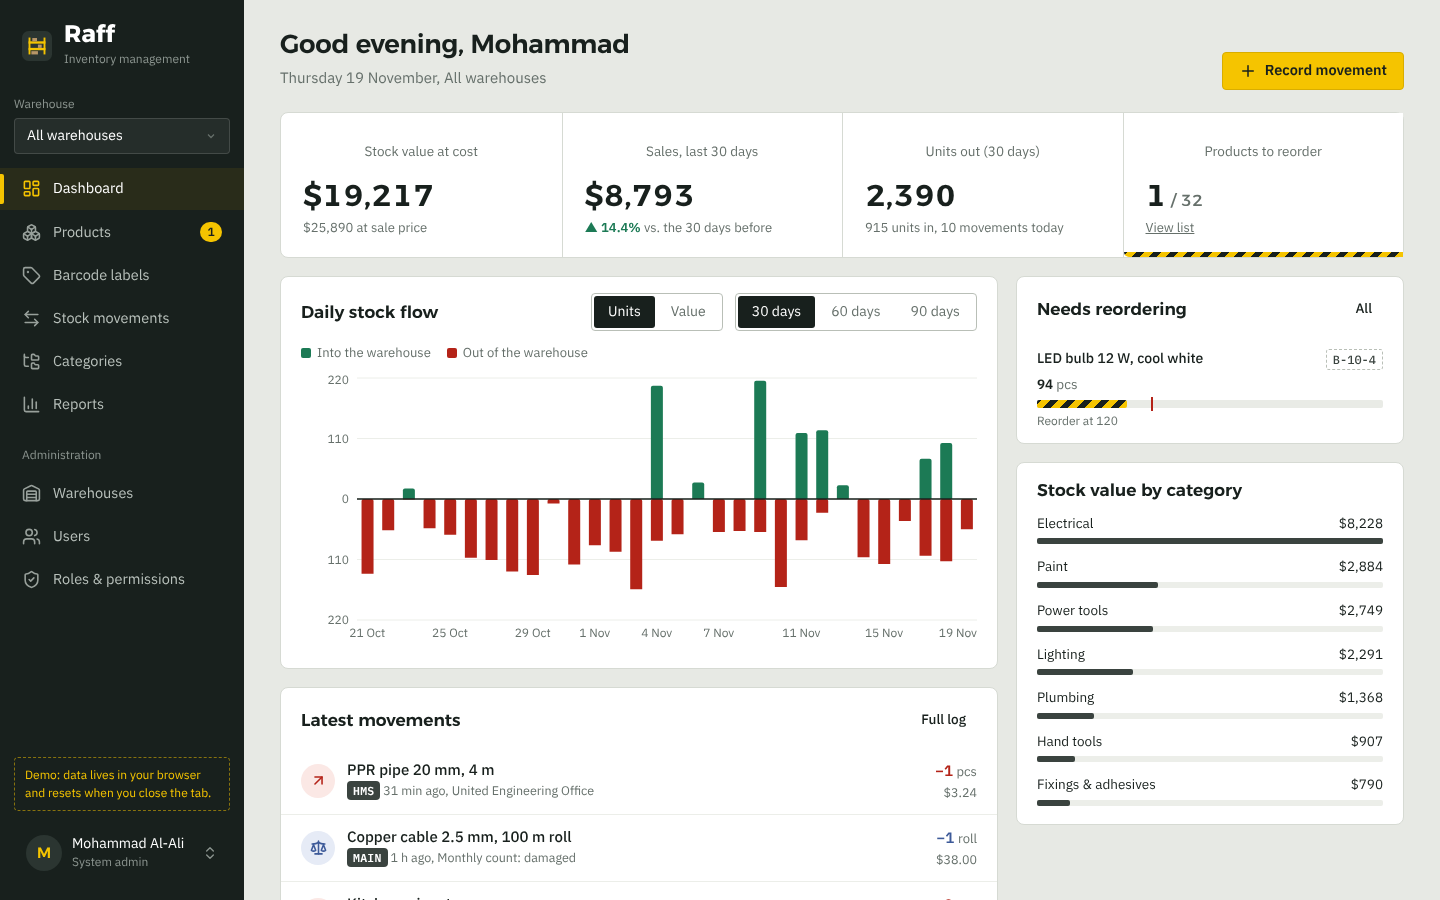 Raff
Inventory management
Warehouse
All warehouses
Dashboard
Products 1
Barcode labels
Stock movements
Categories
Reports
Administration
Warehouses
Users
Roles & permissions
Demo: data lives in your browser
and resets when you close the tab.
M
Mohammad Al-Ali
System admin
Good evening, Mohammad
Thursday 19 November, All warehouses
Record movement
Stock value at cost
$19,217
$25,890 at sale price
Sales, last 30 days
$8,793
▲ 14.4% vs. the 30 days before
Units out (30 days)
2,390
915 units in, 10 movements today
Products to reorder
1 / 32
View list
Daily stock flow
Units Value
30 days 60 days 90 days
Into the warehouse Out of the warehouse
220
110
0
110
220
21 Oct 25 Oct 29 Oct 1 Nov 4 Nov 7 Nov 11 Nov 15 Nov 19 Nov
Needs reordering All
LED bulb 12 W, cool white B-10-4
94 pcs
Reorder at 120
Stock value by category
Electrical $8,228
Paint $2,884
Power tools $2,749
Lighting $2,291
Plumbing $1,368
Hand tools $907
Fixings & adhesives $790
Latest movements Full log
PPR pipe 20 mm, 4 m −1 pcs
HMS 31 min ago, United Engineering Office $3.24
Copper cable 2.5 mm, 100 m roll −1 roll
MAIN 1 h ago, Monthly count: damaged $38.00